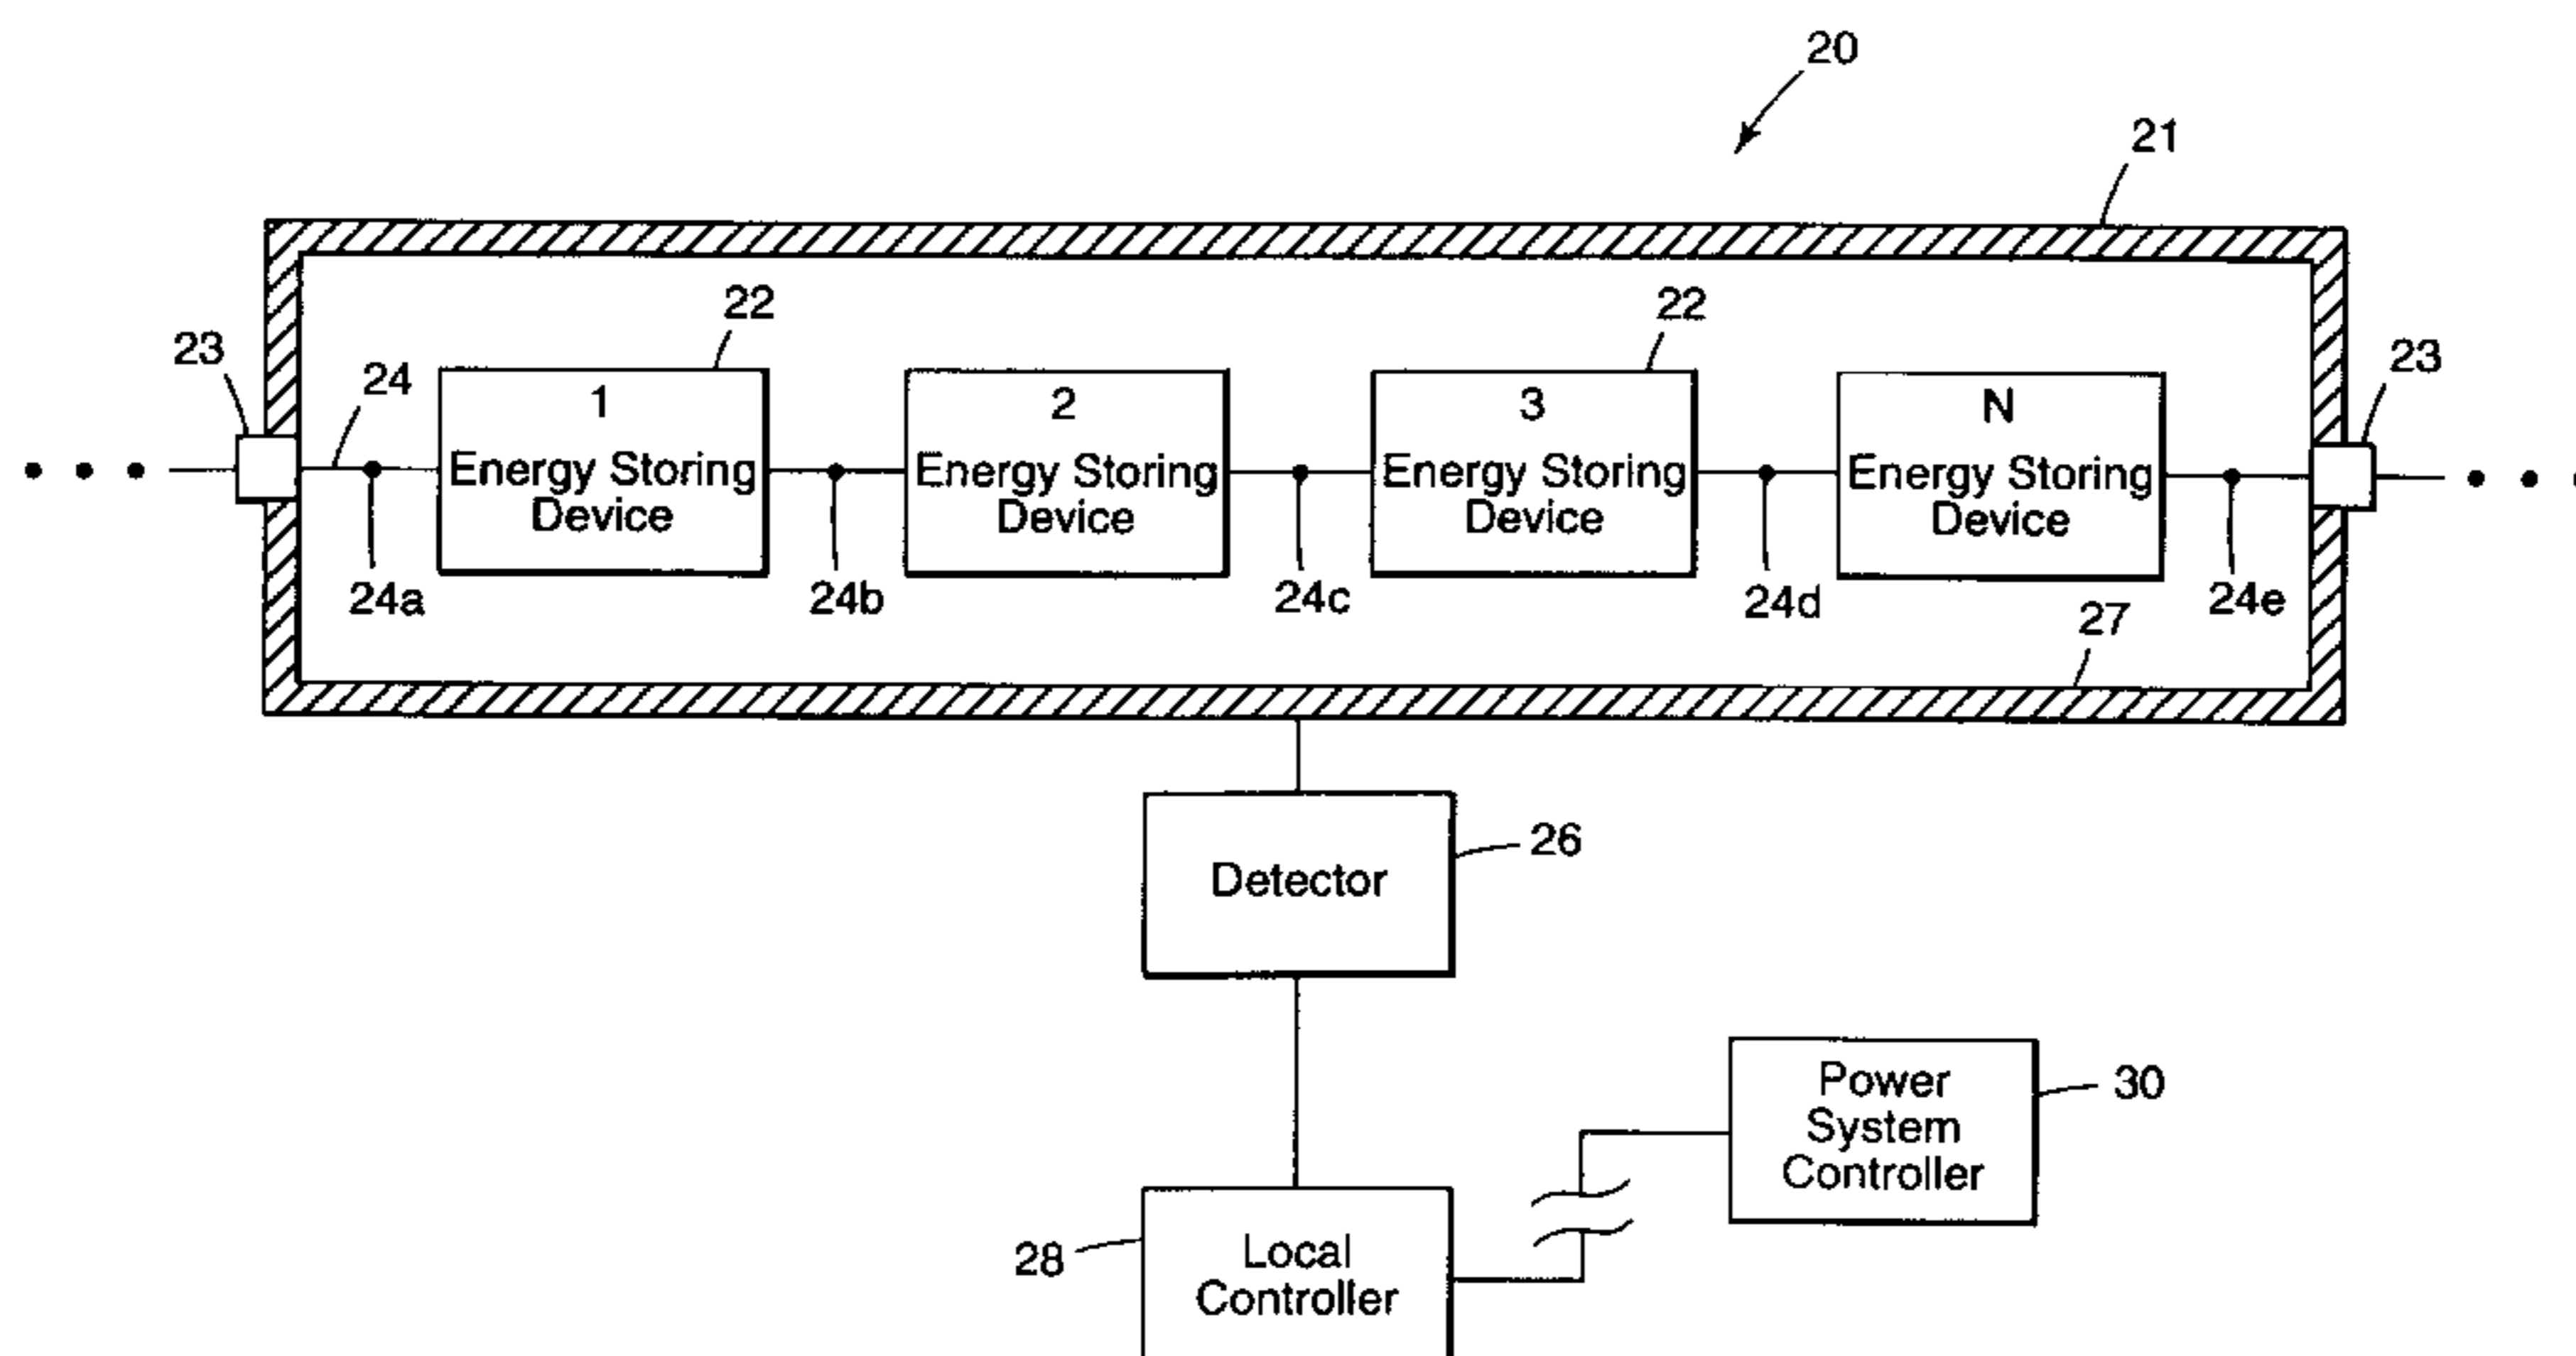 20
21
22
22
23
24
23
1
2
3
N
Energy Storing
Device
Energy Storing
Device
Energy Storing
Device
Energy Storing
Device
24a
24b
24c
24d
24e
27
Detector
26
Power
System
Controller
30
28
Local
Controller